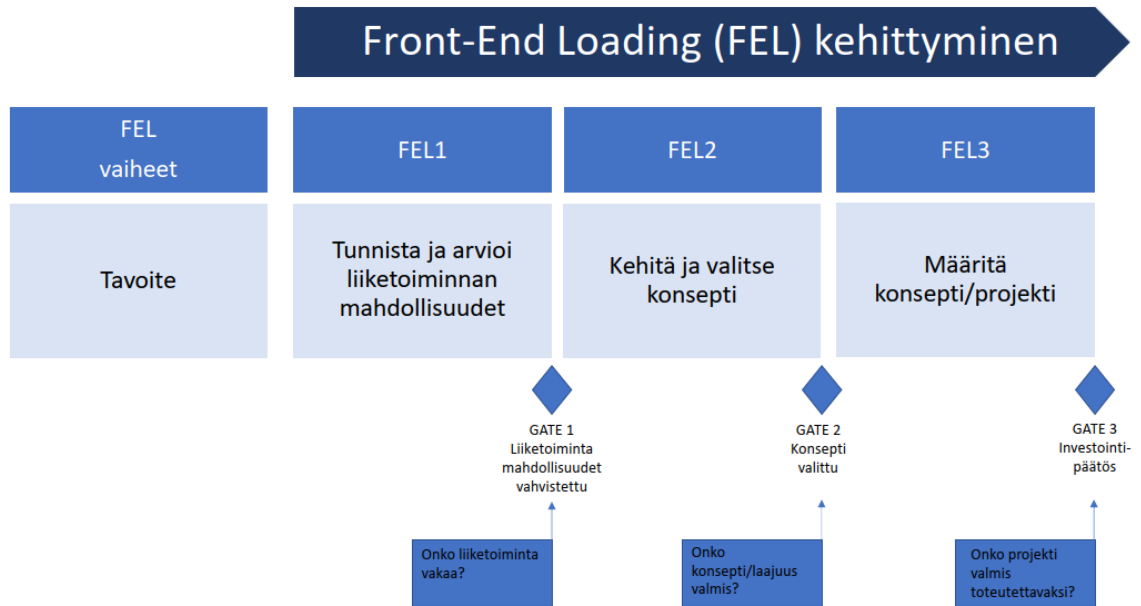 Front-End Loading (FEL) kehittyminen
FEL
vaiheet
FEL1
FEL2
FEL3
Tavoite
Tunnista ja arvioi
liiketoiminnan
mahdollisuudet
Kehitä ja valitse
konsepti
Määritä
konsepti/projekti
GATE 1
Liiketoiminta
mahdollisuudet
vahvistettu
GATE 2
Konsepti
valittu
GATE 3
Investointi-
päätös
Onko liiketoiminta
vakaa?
Onko
konsepti/laajuus
valmis?
Onko projekti
valmis
toteutettavaksi?